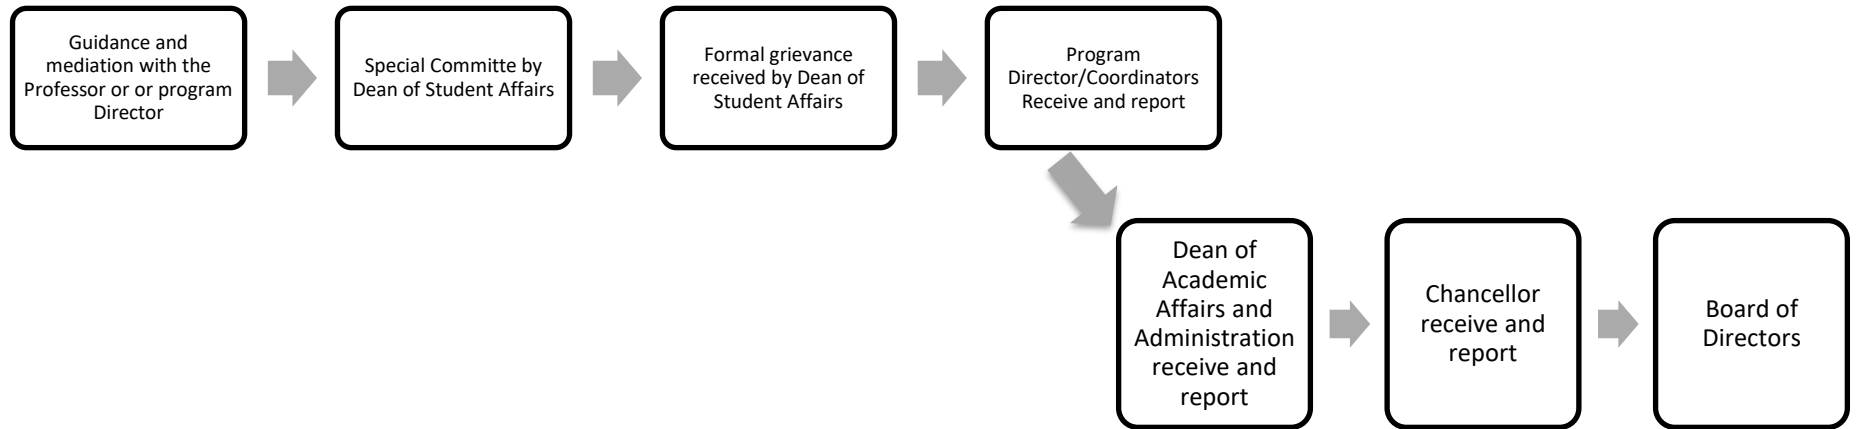 Guidance and
mediation with the
Professor or or program
Director
Special Committe by
Dean of Student Affairs
Formal grievance
received by Dean of
Student Affairs
Program
Director/Coordinators
Receive and report
Dean of
Academic
Affairs and
Administration
receive and
report
Chancellor
receive and
report
Board of
Directors